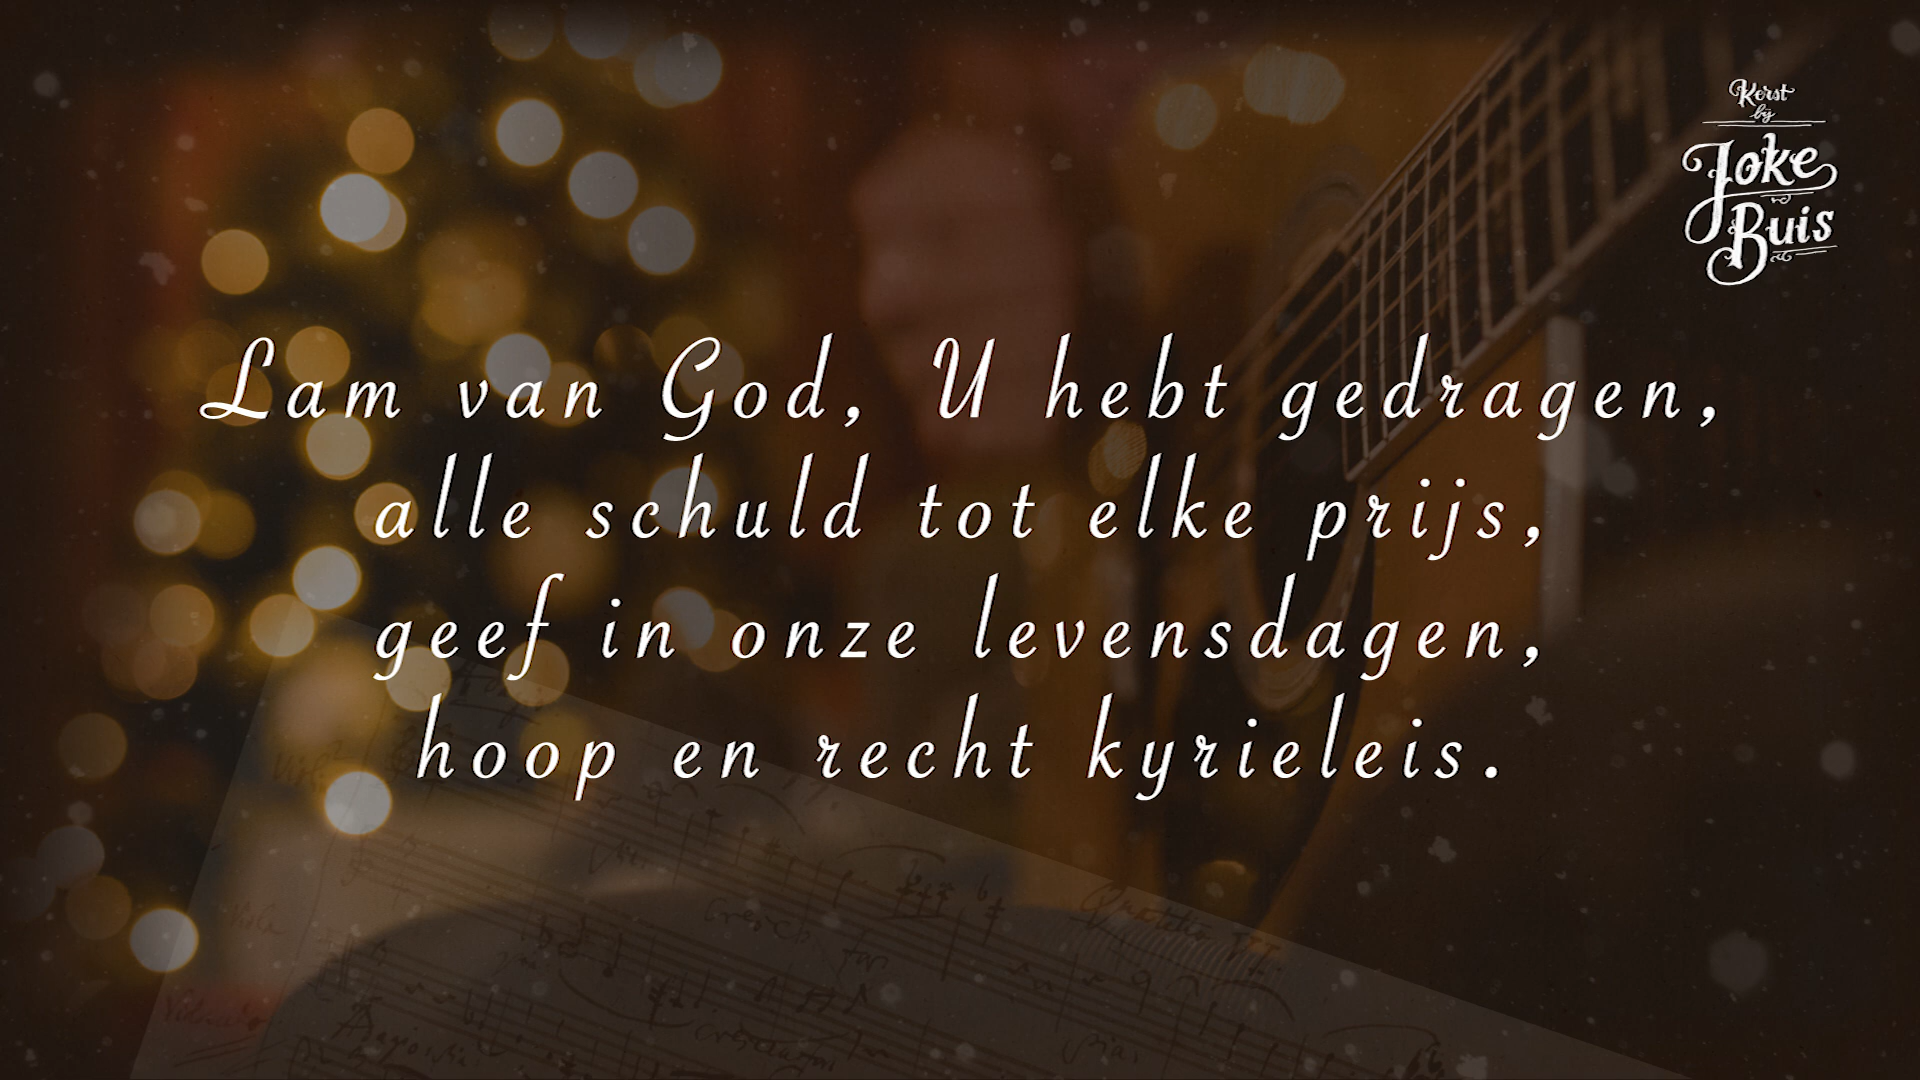 Kerst
bij
Joke
Buis
Lam van God, U hebt gedragen,
alle schuld tot elke prijs,
geef in onze levensdagen,
hoop en recht kyrieleis.
Cresch